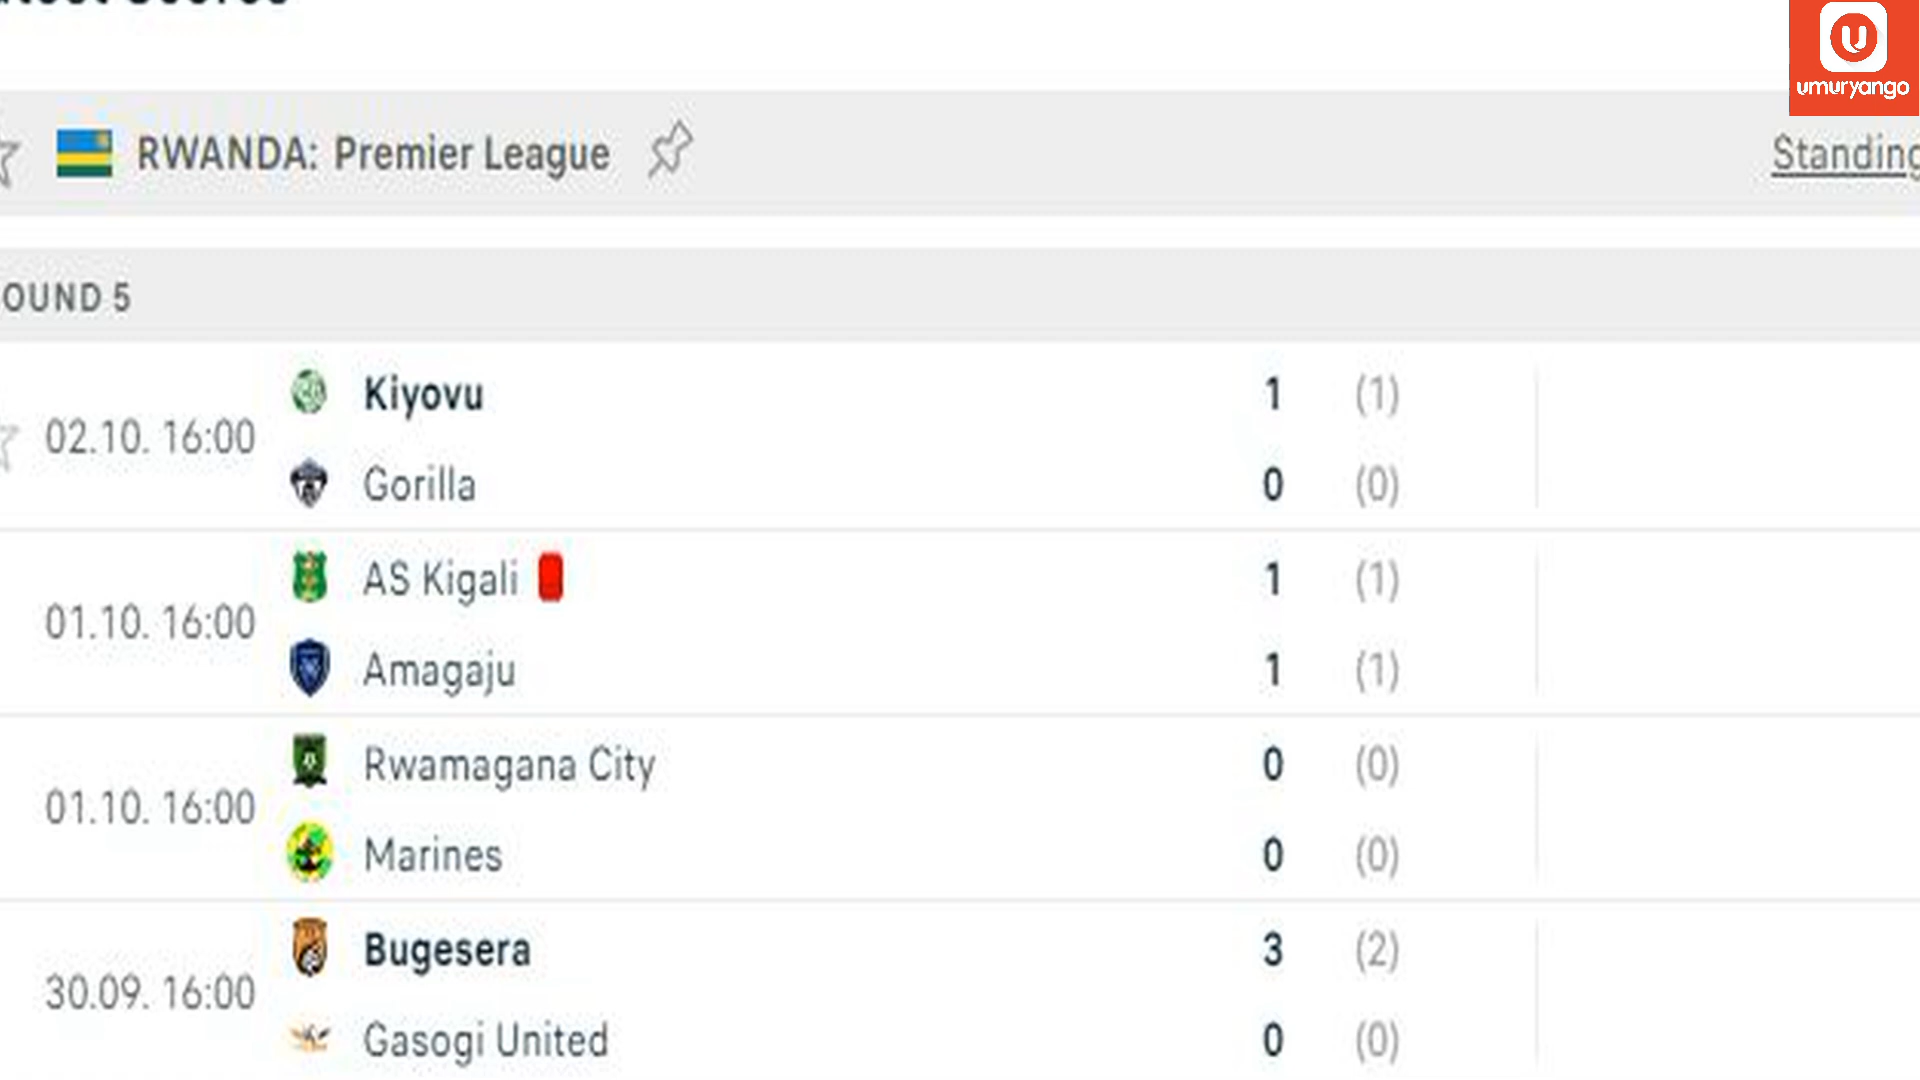 umuryango
RWANDA: Premier League
OUND 5
02.10. 16:00
Kiyovu 1 (1)
Gorilla 0 (0)
01.10. 16:00
AS Kigali 1 (1)
Amagaju 1 (1)
01.10. 16:00
Rwamagana City 0 (0)
Marines 0 (0)
30.09. 16:00
Bugesera 3 (2)
Gasogi United 0 (0)
Standing